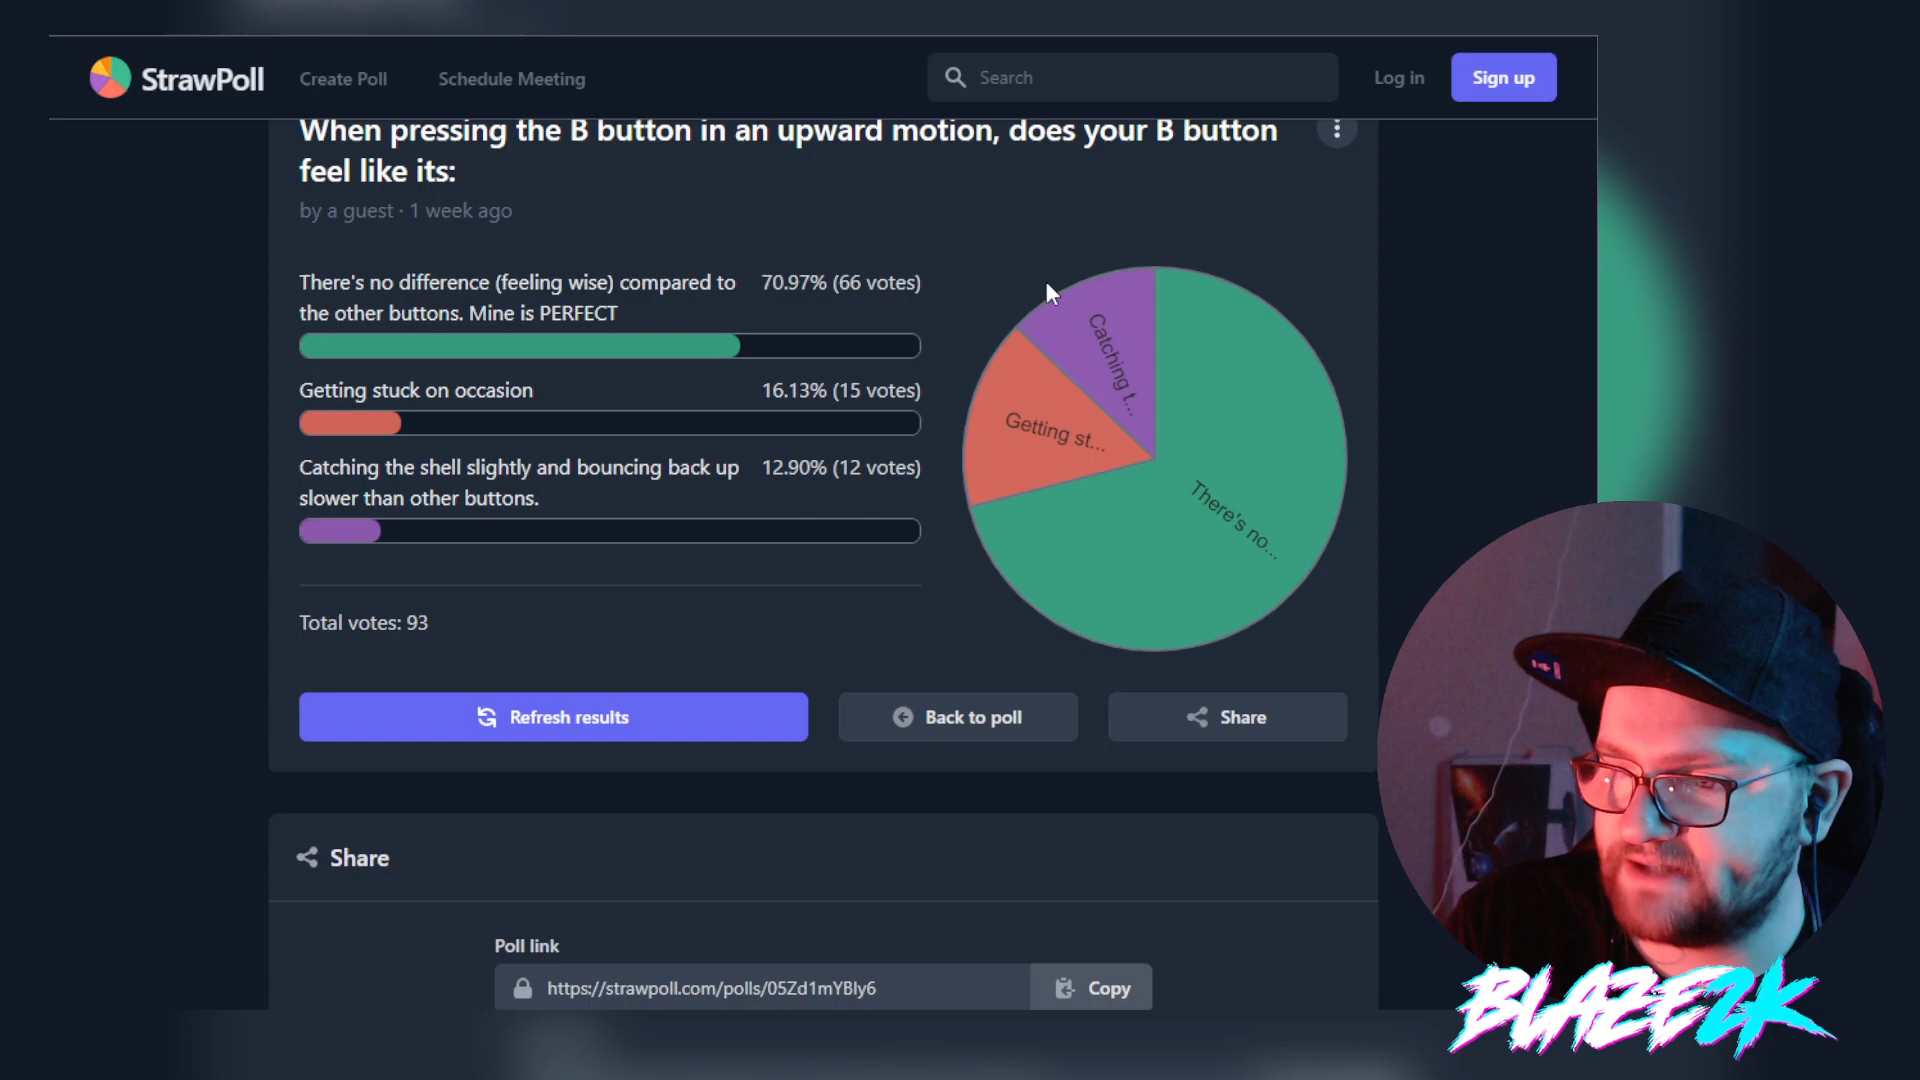 StrawPoll
Create Poll
Schedule Meeting
Search
Log in
Sign up
When pressing the B button in an upward motion, does your B button
feel like its:
by a guest · 1 week ago
There's no difference (feeling wise) compared to
the other buttons. Mine is PERFECT
70.97% (66 votes)
Getting stuck on occasion
16.13% (15 votes)
Catching the shell slightly and bouncing back up
slower than other buttons.
12.90% (12 votes)
Total votes: 93
Catching t...
Getting st...
There's no...
Refresh results
Back to poll
Share
Share
Poll link
https://strawpoll.com/polls/05Zd1mYBly6
Copy
BLAZE2K